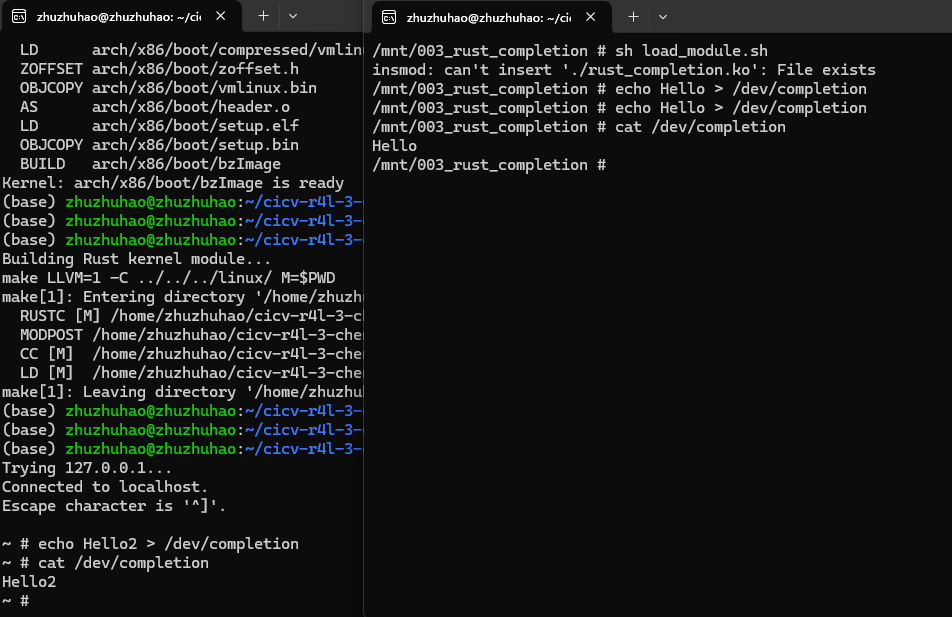 zhuzhuhao@zhuzhuhao: ~/ci
LD arch/x86/boot/compressed/vmlin
ZOFFSET arch/x86/boot/zoffset.h
OBJCOPY arch/x86/boot/vmlinux.bin
AS arch/x86/boot/header.o
LD arch/x86/boot/setup.elf
OBJCOPY arch/x86/boot/setup.bin
BUILD arch/x86/boot/bzImage
Kernel: arch/x86/boot/bzImage is ready
(base) zhuzhuhao@zhuzhuhao:~/cicv-r4l-3-
(base) zhuzhuhao@zhuzhuhao:~/cicv-r4l-3-
(base) zhuzhuhao@zhuzhuhao:~/cicv-r4l-3-
Building Rust kernel module...
make LLVM=1 -C ../../../linux/ M=$PWD
make[1]: Entering directory '/home/zhuzh
RUSTC [M] /home/zhuzhuhao/cicv-r4l-3-ch
MODPOST /home/zhuzhuhao/cicv-r4l-3-che
CC [M] /home/zhuzhuhao/cicv-r4l-3-che
LD [M] /home/zhuzhuhao/cicv-r4l-3-che
make[1]: Leaving directory '/home/zhuzhu
(base) zhuzhuhao@zhuzhuhao:~/cicv-r4l-3-
(base) zhuzhuhao@zhuzhuhao:~/cicv-r4l-3-
(base) zhuzhuhao@zhuzhuhao:~/cicv-r4l-3-
Trying 127.0.0.1...
Connected to localhost.
Escape character is '^]'.
~ # echo Hello2 > /dev/completion
~ # cat /dev/completion
Hello2
~ #
zhuzhuhao@zhuzhuhao: ~/ci
/mnt/003_rust_completion # sh load_module.sh
insmod: can't insert './rust_completion.ko': File exists
/mnt/003_rust_completion # echo Hello > /dev/completion
/mnt/003_rust_completion # echo Hello > /dev/completion
/mnt/003_rust_completion # cat /dev/completion
Hello
/mnt/003_rust_completion #